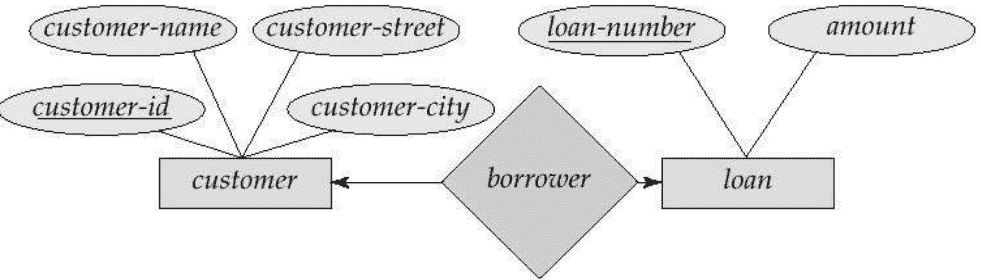 customer-name
customer-street
loan-number
amount
customer-id
customer-city
customer
borrower
loan